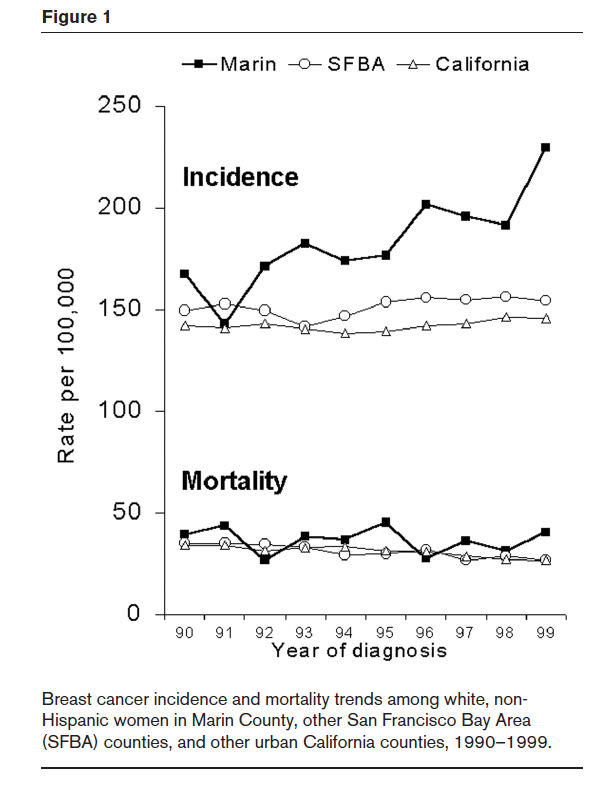 Figure 1
Marin SFBA California
250
Incidence
200
150
100
Mortality
50
0
Rate per 100,000
90 91 92 93 94 95 96 97 98 99
Year of diagnosis
Breast cancer incidence and mortality trends among white, non-
Hispanic women in Marin County, other San Francisco Bay Area
(SFBA) counties, and other urban California counties, 1990–1999.